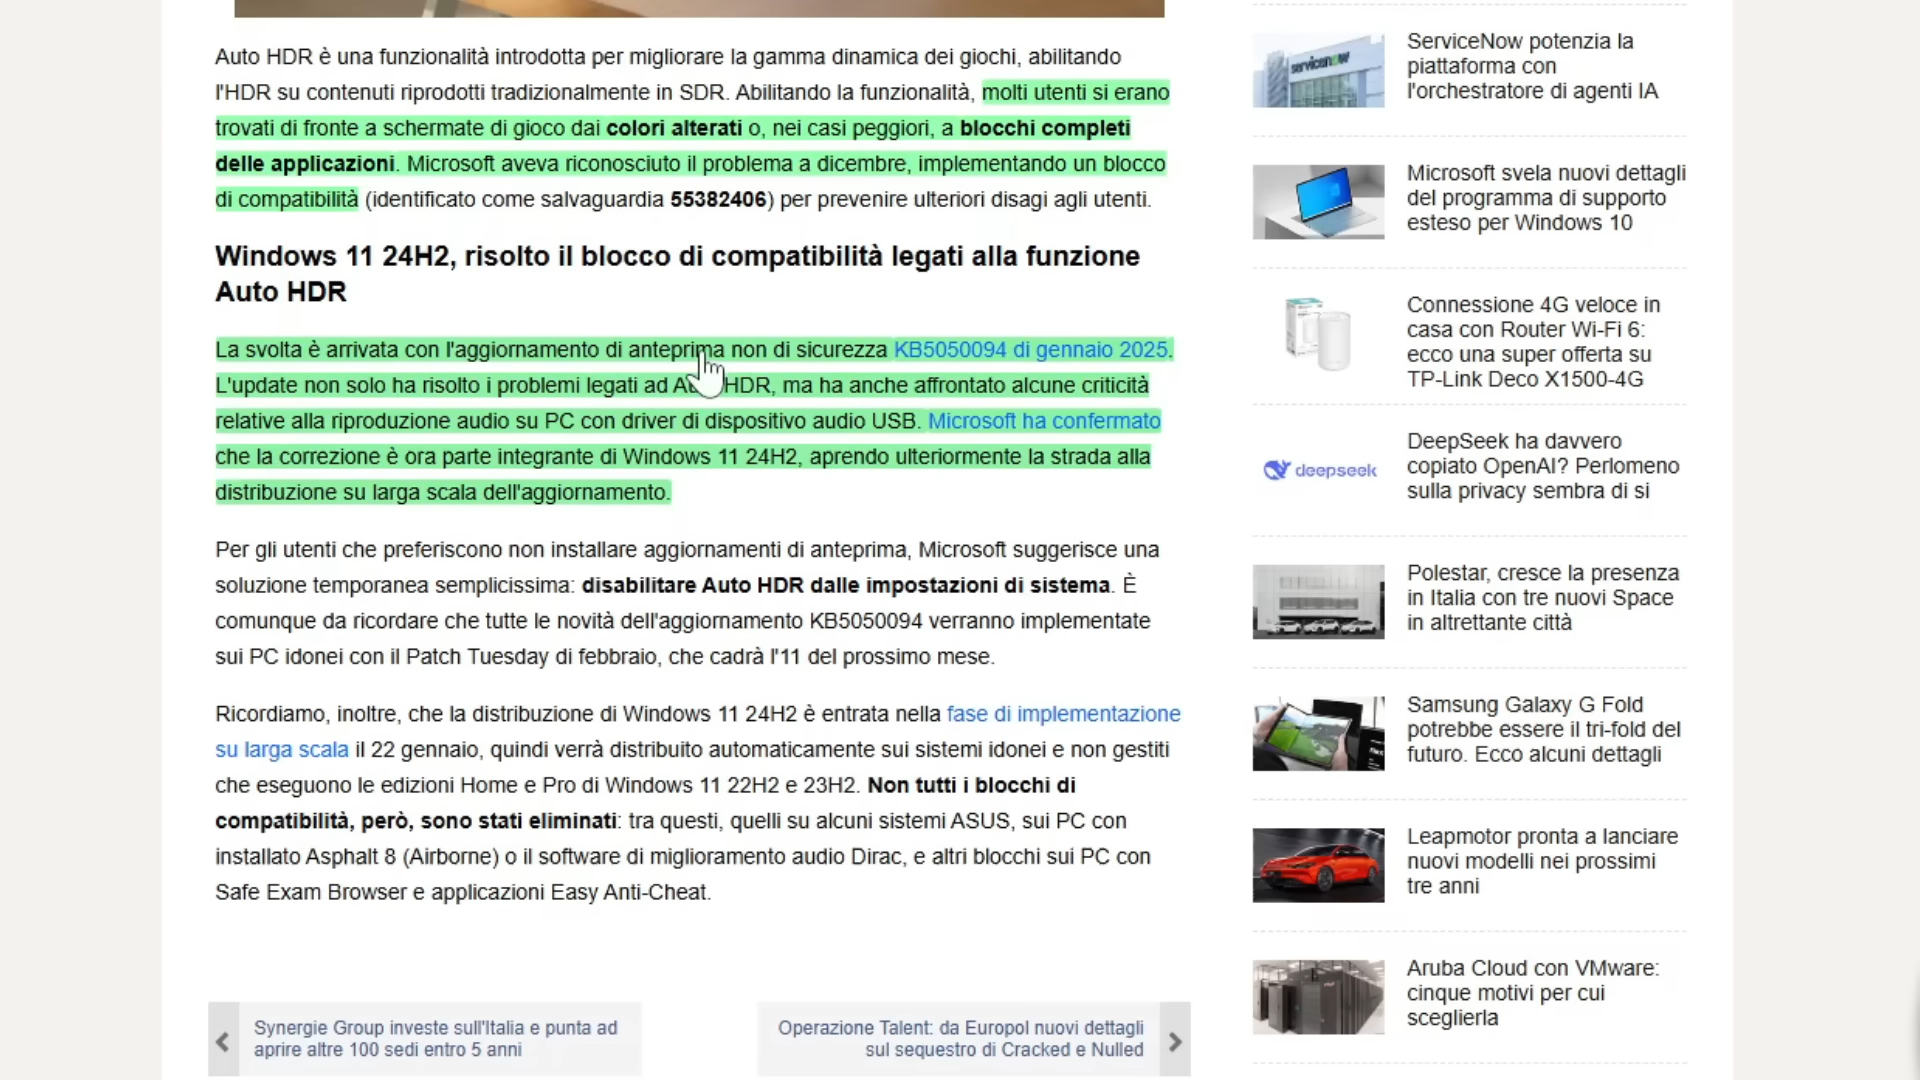 Auto HDR è una funzionalità introdotta per migliorare la gamma dinamica dei giochi, abilitando
l'HDR su contenuti riprodotti tradizionalmente in SDR. Abilitando la funzionalità, molti utenti si erano
trovati di fronte a schermate di gioco dai colori alterati o, nei casi peggiori, a blocchi completi
delle applicazioni. Microsoft aveva riconosciuto il problema a dicembre, implementando un blocco
di compatibilità (identificato come salvaguardia 55382406) per prevenire ulteriori disagi agli utenti.
Windows 11 24H2, risolto il blocco di compatibilità legati alla funzione
Auto HDR
La svolta è arrivata con l'aggiornamento di anteprima non di sicurezza KB5050094 di gennaio 2025.
L'update non solo ha risolto i problemi legati ad Auto HDR, ma ha anche affrontato alcune criticità
relative alla riproduzione audio su PC con driver di dispositivo audio USB. Microsoft ha confermato
che la correzione è ora parte integrante di Windows 11 24H2, aprendo ulteriormente la strada alla
distribuzione su larga scala dell'aggiornamento.
Per gli utenti che preferiscono non installare aggiornamenti di anteprima, Microsoft suggerisce una
soluzione temporanea semplicissima: disabilitare Auto HDR dalle impostazioni di sistema. È
comunque da ricordare che tutte le novità dell'aggiornamento KB5050094 verranno implementate
sui PC idonei con il Patch Tuesday di febbraio, che cadrà l'11 del prossimo mese.
Ricordiamo, inoltre, che la distribuzione di Windows 11 24H2 è entrata nella fase di implementazione
su larga scala il 22 gennaio, quindi verrà distribuito automaticamente sui sistemi idonei e non gestiti
che eseguono le edizioni Home e Pro di Windows 11 22H2 e 23H2. Non tutti i blocchi di
compatibilità, però, sono stati eliminati: tra questi, quelli su alcuni sistemi ASUS, sui PC con
installato Asphalt 8 (Airborne) o il software di miglioramento audio Dirac, e altri blocchi sui PC con
Safe Exam Browser e applicazioni Easy Anti-Cheat.
Synergie Group investe sull'Italia e punta ad
aprire altre 100 sedi entro 5 anni
Operazione Talent: da Europol nuovi dettagli
sul sequestro di Cracked e Nulled
servicenow
ServiceNow potenzia la
piattaforma con
l'orchestratore di agenti IA
Microsoft svela nuovi dettagli
del programma di supporto
esteso per Windows 10
Connessione 4G veloce in
casa con Router Wi-Fi 6:
ecco una super offerta su
TP-Link Deco X1500-4G
deepseek
DeepSeek ha davvero
copiato OpenAI? Perlomeno
sulla privacy sembra di si
Polestar, cresce la presenza
in Italia con tre nuovi Space
in altrettante città
Samsung Galaxy G Fold
potrebbe essere il tri-fold del
futuro. Ecco alcuni dettagli
Leapmotor pronta a lanciare
nuovi modelli nei prossimi
tre anni
Aruba Cloud con VMware:
cinque motivi per cui
sceglierla